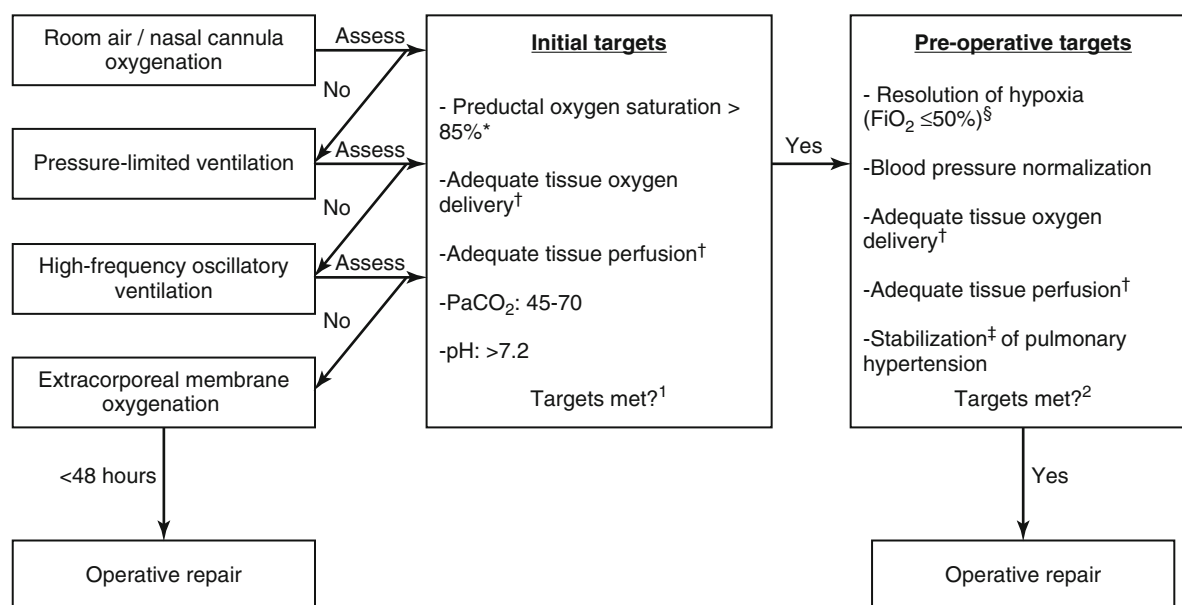 Room air / nasal cannula
oxygenation
Assess
No
Pressure-limited ventilation
Assess
No
High-frequency oscillatory
ventilation
Assess
No
Extracorporeal membrane
oxygenation
<48 hours
Operative repair
Initial targets
- Preductal oxygen saturation >
85%*
-Adequate tissue oxygen
delivery†
-Adequate tissue perfusion†
-PaCO₂: 45-70
-pH: >7.2
Targets met?¹
Yes
Pre-operative targets
- Resolution of hypoxia
(FiO₂ ≤50%)§
-Blood pressure normalization
-Adequate tissue oxygen
delivery†
-Adequate tissue perfusion†
-Stabilization‡ of pulmonary
hypertension
Targets met?²
Yes
Operative repair